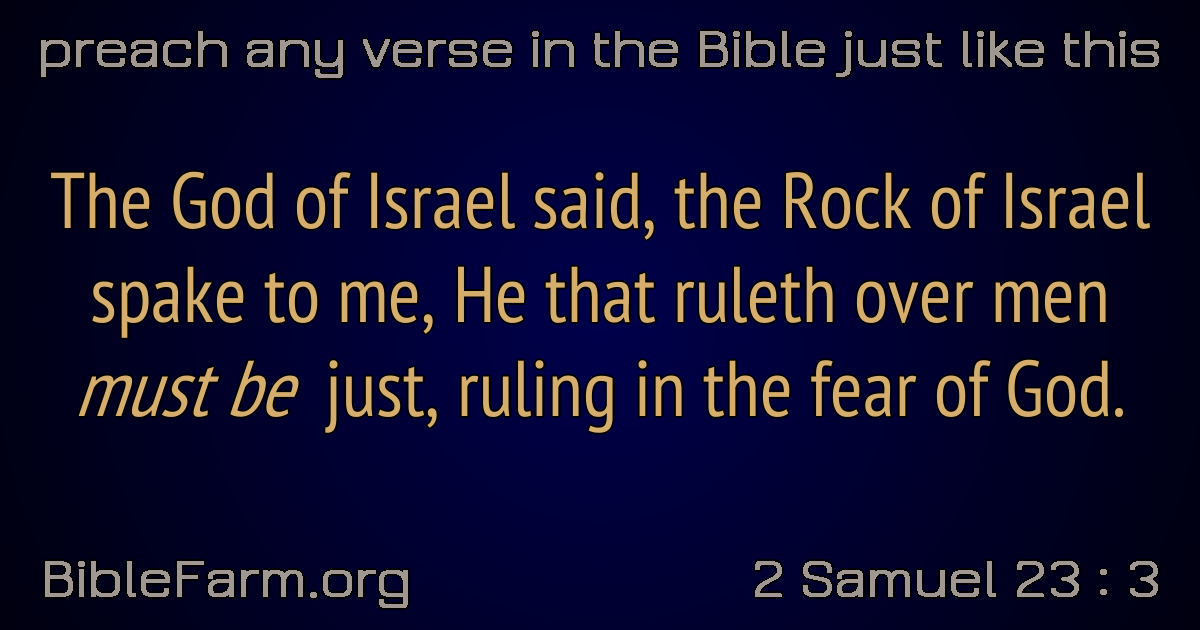 preach any verse in the Bible just like this
The God of Israel said, the Rock of Israel
spake to me, He that ruleth over men
must be just, ruling in the fear of God.
BibleFarm.org
2 Samuel 23 : 3